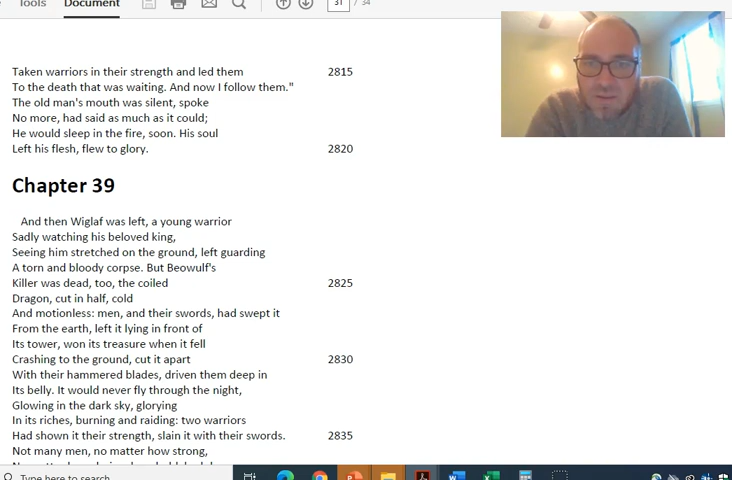 Tools Document 31 / 34
Taken warriors in their strength and led them 2815
To the death that was waiting. And now I follow them."
The old man's mouth was silent, spoke
No more, had said as much as it could;
He would sleep in the fire, soon. His soul
Left his flesh, flew to glory. 2820
Chapter 39
And then Wiglaf was left, a young warrior
Sadly watching his beloved king,
Seeing him stretched on the ground, left guarding
A torn and bloody corpse. But Beowulf's
Killer was dead, too, the coiled 2825
Dragon, cut in half, cold
And motionless: men, and their swords, had swept it
From the earth, left it lying in front of
Its tower, won its treasure when it fell
Crashing to the ground, cut it apart 2830
With their hammered blades, driven them deep in
Its belly. It would never fly through the night,
Glowing in the dark sky, glorying
In its riches, burning and raiding: two warriors
Had shown it their strength, slain it with their swords. 2835
Not many men, no matter how strong,
Type here to search